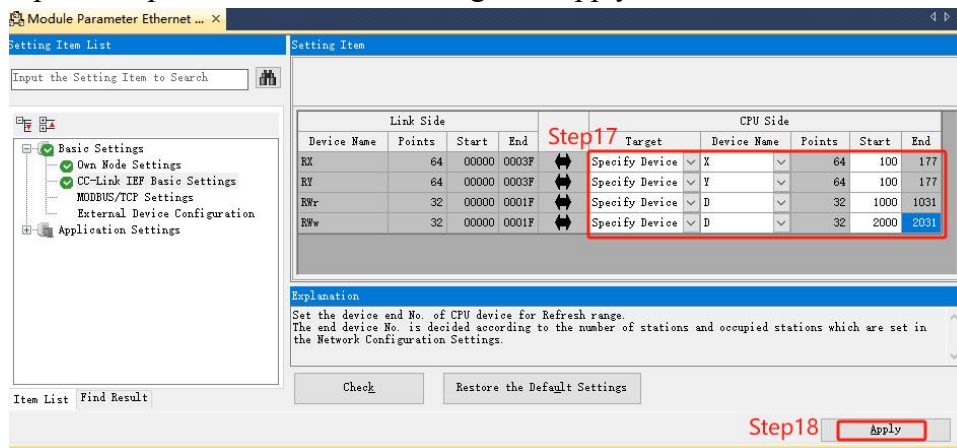 Module Parameter Ethernet ... ×
Setting Item List
Setting Item
Input the Setting Item to Search
Link Side CPU Side
Step17
Device Name Points Start End Target Device Name Points Start End
RX 64 00000 0003F Specify Device X 64 100 177
RY 64 00000 0003F Specify Device Y 64 100 177
RWr 32 00000 0001F Specify Device D 32 1000 1031
RWw 32 00000 0001F Specify Device D 32 2000 2031
Basic Settings
Own Node Settings
CC-Link IEF Basic Settings
MODBUS/TCP Settings
External Device Configuration
Application Settings
Explanation
Set the device end No. of CPU device for Refresh range.
The end device No. is decided according to the number of stations and occupied stations which are set in
the Network Configuration Settings.
Check Restore the Default Settings
Item List Find Result
Step18 Apply